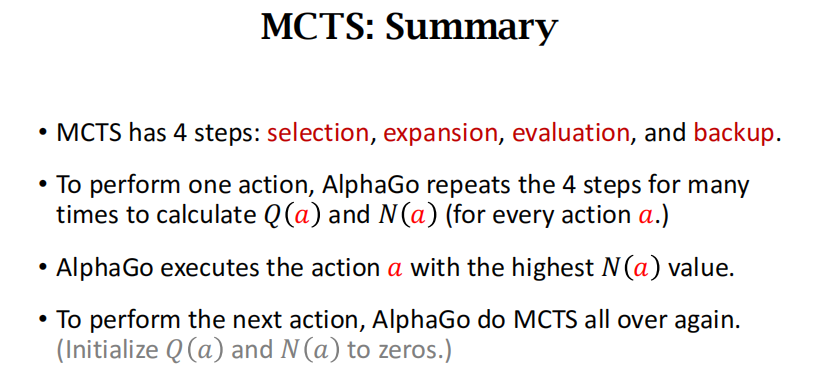 MCTS: Summary
• MCTS has 4 steps: selection, expansion, evaluation, and backup.
• To perform one action, AlphaGo repeats the 4 steps for many
times to calculate Q(a) and N(a) (for every action a.)
• AlphaGo executes the action a with the highest N(a) value.
• To perform the next action, AlphaGo do MCTS all over again.
(Initialize Q(a) and N(a) to zeros.)